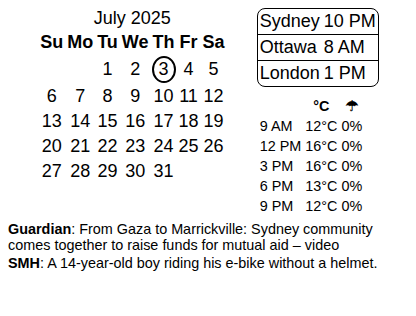 July 2025
Su Mo Tu We Th Fr Sa
1 2 3 4 5
6 7 8 9 10 11 12
13 14 15 16 17 18 19
20 21 22 23 24 25 26
27 28 29 30 31
Sydney 10 PM
Ottawa 8 AM
London 1 PM
°C ☂
9 AM 12°C 0%
12 PM 16°C 0%
3 PM 16°C 0%
6 PM 13°C 0%
9 PM 12°C 0%
Guardian: From Gaza to Marrickville: Sydney community
comes together to raise funds for mutual aid – video
SMH: A 14-year-old boy riding his e-bike without a helmet.